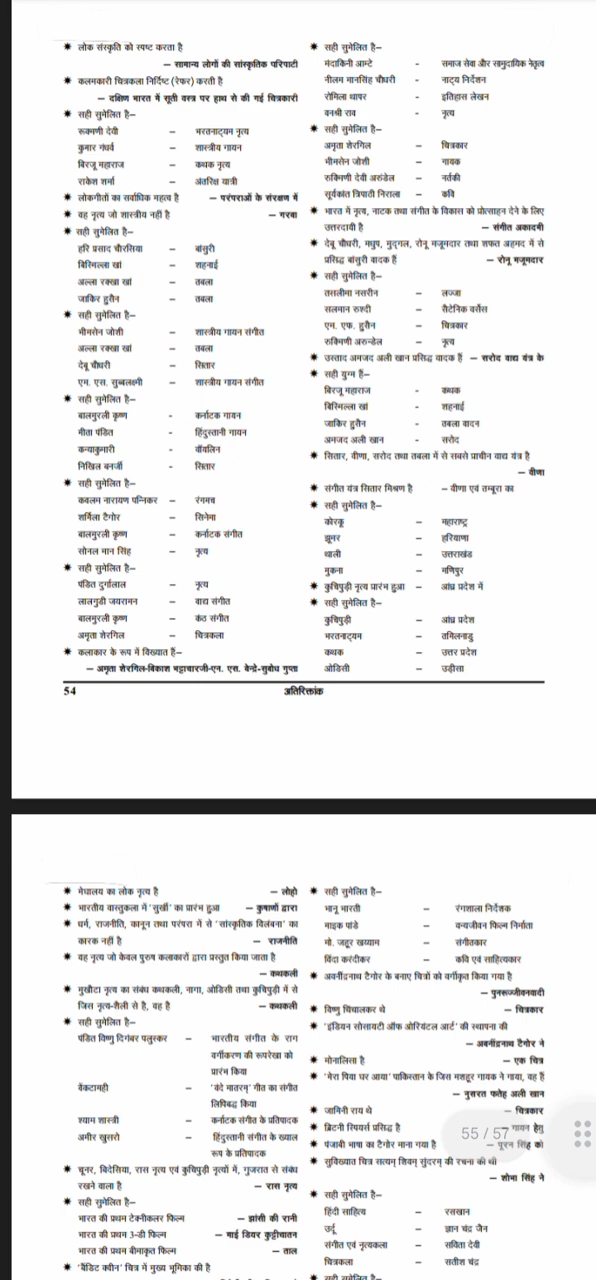 ✷ लोक संस्कृति को स्पष्ट करता है
– सामान्य लोगों की सांस्कृतिक परिपाटी
✷ कलमकारी चित्रकला निर्दिष्ट (रेफर) करती है
– दक्षिण भारत में सूती वस्त्र पर हाथ से की गई चित्रकारी
✷ सही सुमेलित है–
रूक्मणी देवी – भरतनाट्यम नृत्य
कुमार गंधर्व – शास्त्रीय गायन
बिरजू महाराज – कथक नृत्य
राकेश शर्मा – अंतरिक्ष यात्री
✷ लोकगीतों का सर्वाधिक महत्व है – परंपराओं के संरक्षण में
✷ वह नृत्य जो शास्त्रीय नहीं है – गरबा
✷ सही सुमेलित है–
हरि प्रसाद चौरसिया – बांसुरी
बिस्मिल्ला खां – शहनाई
अल्ला रक्खा खां – तबला
जाकिर हुसैन – तबला
✷ सही सुमेलित है–
भीमसेन जोशी – शास्त्रीय गायन संगीत
अल्ला रक्खा खां – तबला
देबू चौधरी – सितार
एम. एस. सुब्बलक्ष्मी – शास्त्रीय गायन संगीत
✷ सही सुमेलित है–
बालमुरली कृष्ण - कर्नाटक गायन
मीता पंडित - हिंदुस्तानी गायन
कन्याकुमारी - वॉयलिन
निखिल बनर्जी - सितार
✷ सही सुमेलित है–
कवलम नारायण पन्निकर – रंगमंच
शर्मिला टैगोर – सिनेमा
बालमुरली कृष्ण – कर्नाटक संगीत
सोनल मान सिंह – नृत्य
✷ सही सुमेलित है–
पंडित दुर्गालाल – नृत्य
लालगुडी जयरामन – वाद्य संगीत
बालमुरली कृष्ण – कंठ संगीत
अमृता शेरगिल – चित्रकला
✷ कलाकार के रूप में विख्यात हैं–
– अमृता शेरगिल-बिकाश भट्टाचारजी-एन. एस. बेन्द्रे-सुबोध गुप्ता
✷ सही सुमेलित है–
मंदाकिनी आम्टे - समाज सेवा और सामुदायिक नेतृत्व
नीलम मानसिंह चौधरी - नाट्य निर्देशन
रोमिला थापर - इतिहास लेखन
वनश्री राव - नृत्य
✷ सही सुमेलित है–
अमृता शेरगिल – चित्रकार
भीमसेन जोशी – गायक
रुक्मिणी देवी अरुंडेल – नर्तकी
सूर्यकांत त्रिपाठी निराला – कवि
✷ भारत में नृत्य, नाटक तथा संगीत के विकास को प्रोत्साहन देने के लिए
उत्तरदायी है – संगीत अकादमी
✷ देबू चौधरी, मधुप, मुद्गल, रोनू मजूमदार तथा शफत अहमद में से
प्रसिद्ध बांसुरी वादक हैं – रोनू मजूमदार
✷ सही सुमेलित है–
तसलीमा नसरीन – लज्जा
सलमान रुश्दी – सैटेनिक वर्सेस
एम. एफ. हुसैन – चित्रकार
रुक्मिणी अरुन्डेल – नृत्य
✷ उस्ताद अमजद अली खान प्रसिद्ध वादक हैं – सरोद वाद्य यंत्र के
✷ सही युग्म हैं–
बिरजू महाराज - कथक
बिस्मिल्ला खां - शहनाई
जाकिर हुसैन - तबला वादन
अमजद अली खान - सरोद
✷ सितार, वीणा, सरोद तथा तबला में से सबसे प्राचीन वाद्य यंत्र है
– वीणा
✷ संगीत यंत्र सितार मिश्रण है – वीणा एवं तम्बूरा का
✷ सही सुमेलित है–
कोरकू – महाराष्ट्र
झूमर – हरियाणा
थाली – उत्तराखंड
मुकना – मणिपुर
✷ कुचिपुड़ी नृत्य प्रारंभ हुआ – आंध्र प्रदेश में
✷ सही सुमेलित है–
कुचिपुड़ी – आंध्र प्रदेश
भरतनाट्यम – तमिलनाडु
कथक – उत्तर प्रदेश
ओडिसी – उड़ीसा
54 अतिरिक्तांक
✷ मेघालय का लोक नृत्य है – लोहो
✷ भारतीय वास्तुकला में 'सुर्खी' का प्रारंभ हुआ – कुषाणों द्वारा
✷ धर्म, राजनीति, कानून तथा परंपरा में से 'सांस्कृतिक विलंबना' का
कारक नहीं है – राजनीति
✷ वह नृत्य जो केवल पुरुष कलाकारों द्वारा प्रस्तुत किया जाता है
– कथकली
✷ मुखौटा नृत्य का संबंध कथकली, नागा, ओडिसी तथा कुचिपुड़ी में से
जिस नृत्य-शैली से है, वह है – कथकली
✷ सही सुमेलित है–
पंडित विष्णु दिगंबर पलुस्कर – भारतीय संगीत के राग
वर्गीकरण की रूपरेखा को
प्रारंभ किया
वेंकटामही – 'वंदे मातरम्' गीत का संगीत
लिपिबद्ध किया
श्याम शास्त्री – कर्नाटक संगीत के प्रतिपादक
अमीर खुसरो – हिंदुस्तानी संगीत के ख्याल
रूप के प्रतिपादक
✷ चूनर, बिदेसिया, रास नृत्य एवं कुचिपुड़ी नृत्यों में, गुजरात से संबंध
रखने वाला है – रास नृत्य
✷ सही सुमेलित है–
भारत की प्रथम टेक्नीकलर फिल्म – झांसी की रानी
भारत की प्रथम 3-डी फिल्म – माई डियर कुट्टीचातन
भारत की प्रथम बीमाकृत फिल्म – ताल
✷ 'बैंडिट क्वीन' चित्र में मुख्य भूमिका की है
✷ सही सुमेलित है–
भानू भारती – रंगशाला निर्देशक
माइक पांडे – वन्यजीवन फिल्म निर्माता
मो. जहूर खय्याम – संगीतकार
विंदा करंदीकर – कवि एवं साहित्यकार
✷ अवनींद्रनाथ टैगोर के बनाए चित्रों को वर्गीकृत किया गया है
– पुनरूज्जीवनवादी
✷ विष्णु चिंचालकर थे – चित्रकार
✷ 'इंडियन सोसायटी ऑफ ओरियंटल आर्ट' की स्थापना की
– अबनींद्रनाथ टैगोर ने
✷ मोनालिसा है – एक चित्र
✷ 'मेरा पिया घर आया' पाकिस्तान के जिस मशहूर गायक ने गाया, वह हैं
– नुसरत फतेह अली खान
✷ जामिनी राय थे – चित्रकार
✷ ब्रिटनी स्पियर्स प्रसिद्ध है – गायन हेतु
✷ पंजाबी भाषा का टैगोर माना गया है – पूरन सिंह को
55 / 57
✷ सुविख्यात चित्र सत्यम् शिवम् सुंदरम् की रचना की थी
– शोभा सिंह ने
✷ सही सुमेलित है–
हिंदी साहित्य – रसखान
उर्दू – ज्ञान चंद्र जैन
संगीत एवं नृत्यकला – सविता देवी
चित्रकला – सतीश चंद्र
✷ सही सुमेलित है–